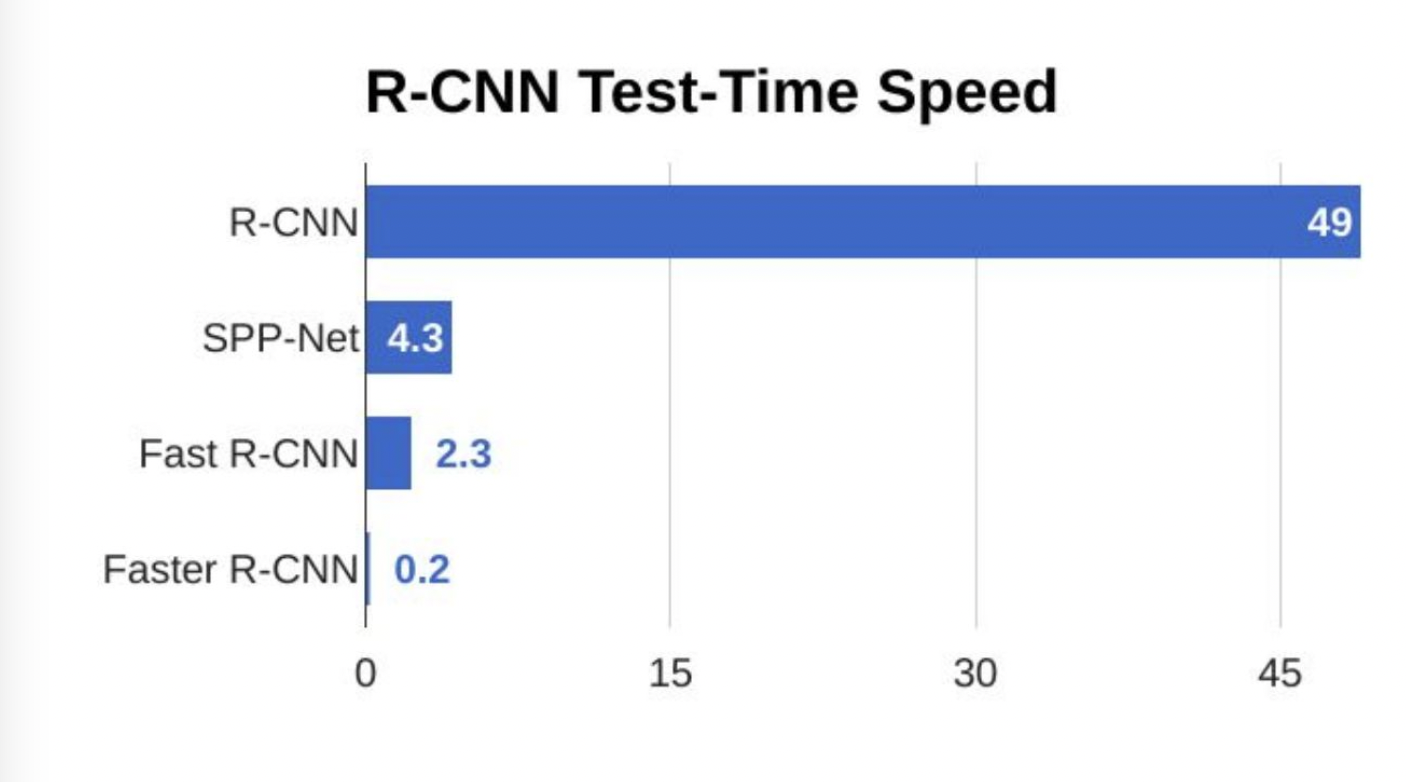 R-CNN Test-Time Speed
R-CNN 49
SPP-Net 4.3
Fast R-CNN 2.3
Faster R-CNN 0.2
0 15 30 45